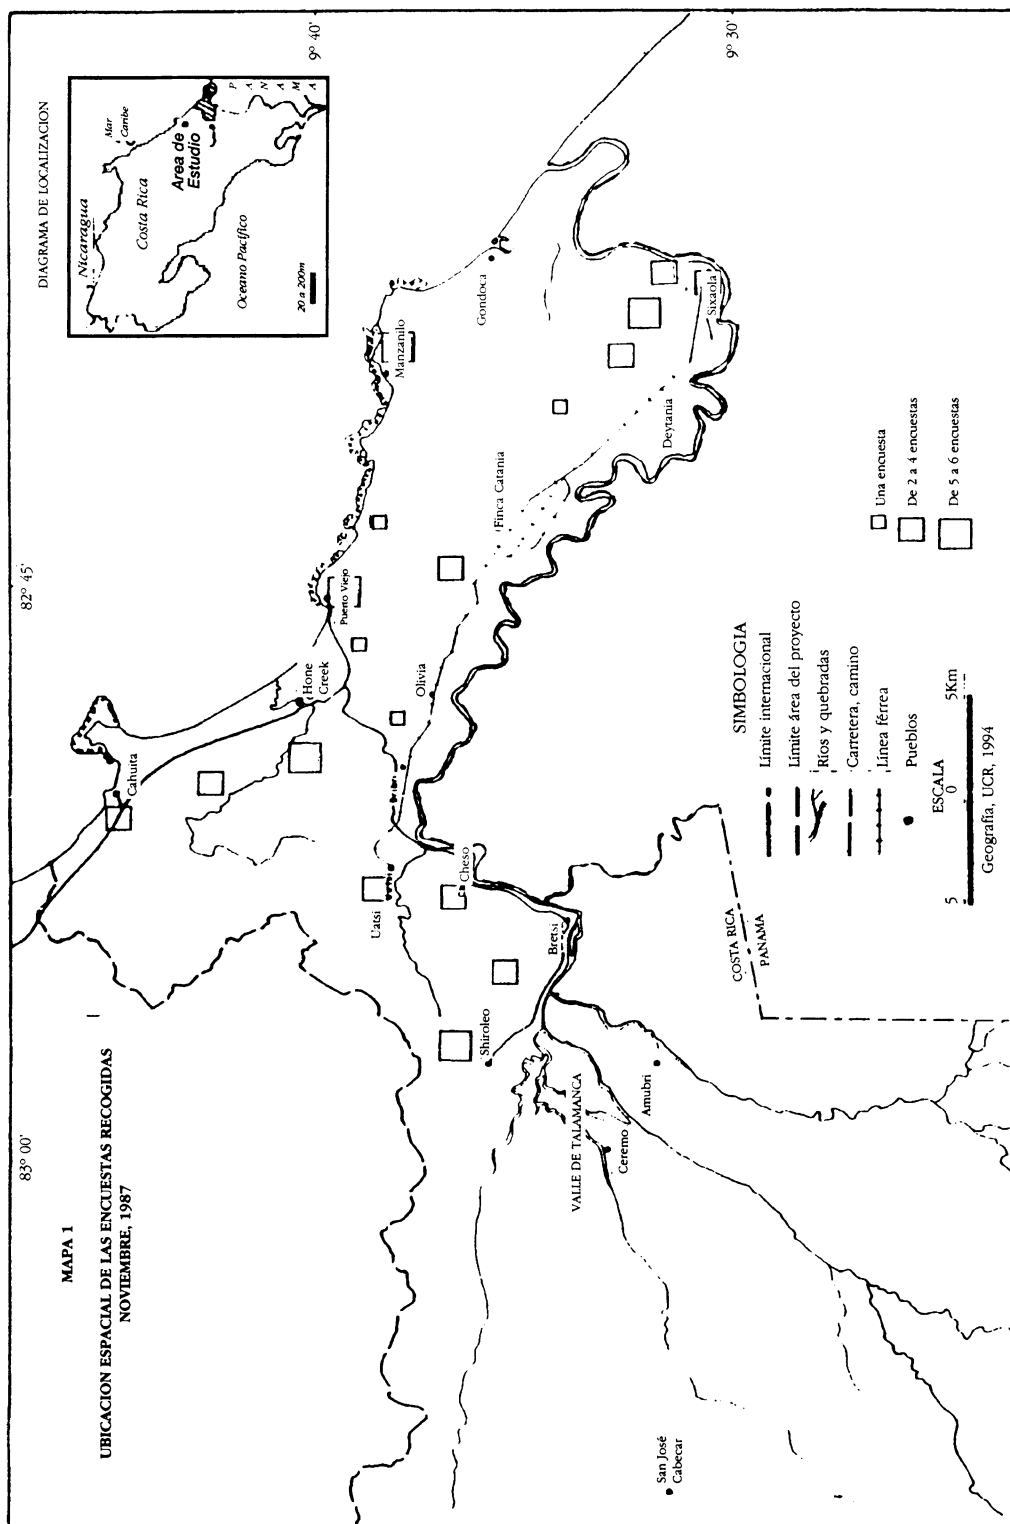 MAPA 1
UBICACION ESPACIAL DE LAS ENCUESTAS RECOGIDAS
NOVIEMBRE, 1987
DIAGRAMA DE LOCALIZACION
Nicaragua
Mar
Caribe
Costa Rica
Area de
Estudio
PANAMA
Oceano Pacífico
20 a 200m
83° 00'
82° 45'
9° 40'
9° 30'
Cahuita
Hone
Creek
Puerto Viejo
Manzanilo
Gondoca
Uatsi
Bribri
Olivia
Finca Catania
Deytania
Sixaola
Cheso
Shiroleo
Bretsi
VALLE DE TALAMANCA
Amubri
Ceremo
San José
Cabecar
COSTA RICA
PANAMA
SIMBOLOGIA
Límite internacional
Límite área del proyecto
Ríos y quebradas
Carretera, camino
Línea férrea
Pueblos
Una encuesta
De 2 a 4 encuestas
De 5 a 6 encuestas
ESCALA
5 0 5Km
Geografía, UCR, 1994